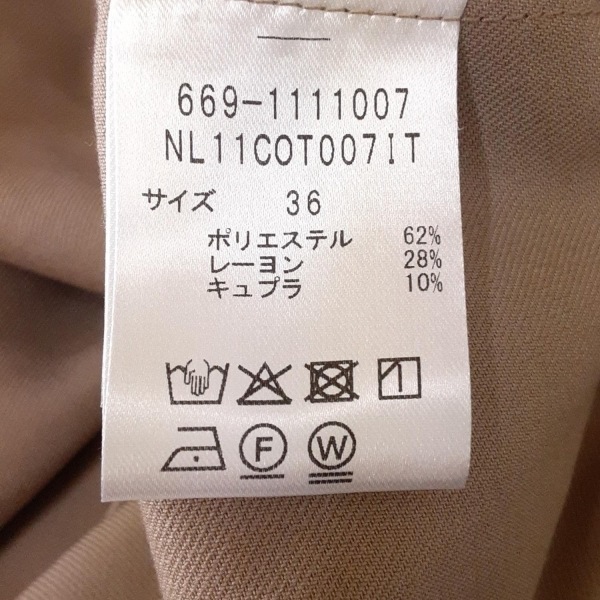 669-1111007
NL11COT007IT
サイズ 36
ポリエステル 62%
レーヨン 28%
キュプラ 10%
F W